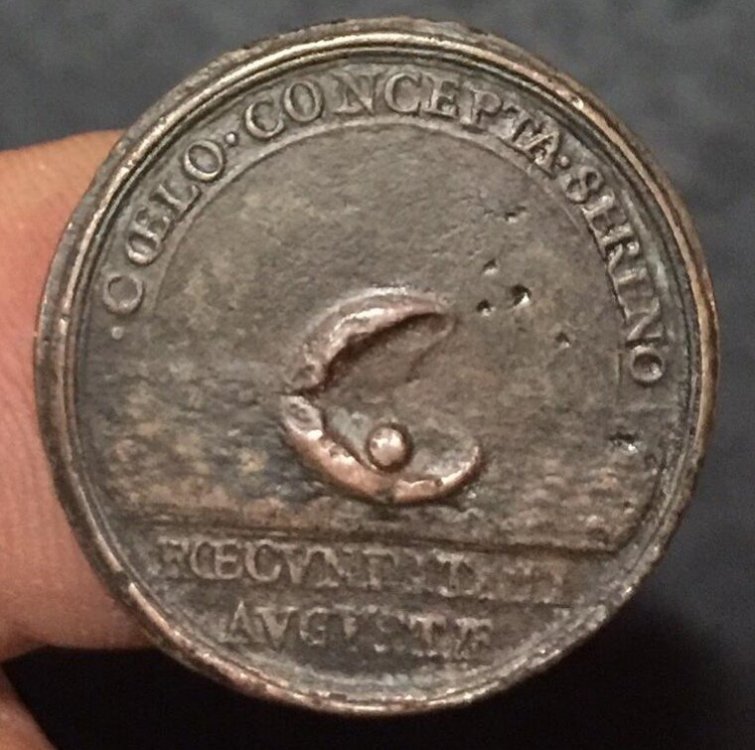 ·CŒLO·CONCEPTA·SERENO
FŒCVNDITATI
AVGVSTÆ